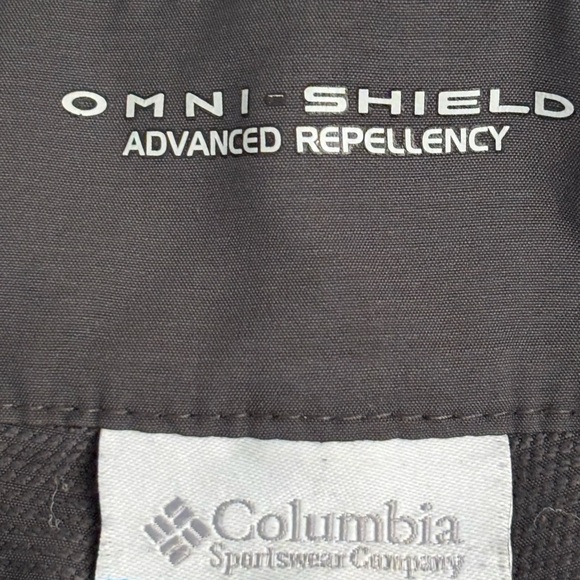 OMNI-SHIELD
ADVANCED REPELLENCY
Columbia
Sportswear Company